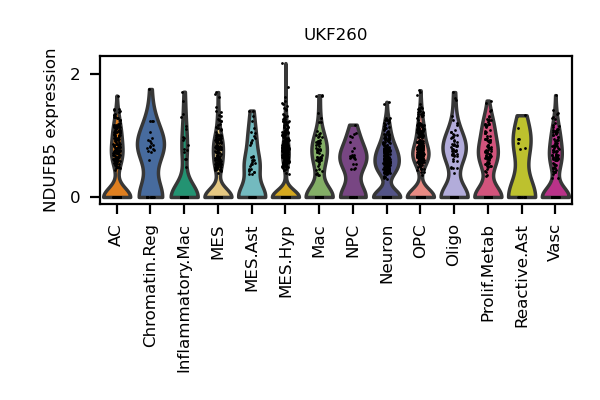 UKF260
NDUFB5 expression
2
0
AC
Chromatin.Reg
Inflammatory.Mac
MES
MES.Ast
MES.Hyp
Mac
NPC
Neuron
OPC
Oligo
Prolif.Metab
Reactive.Ast
Vasc